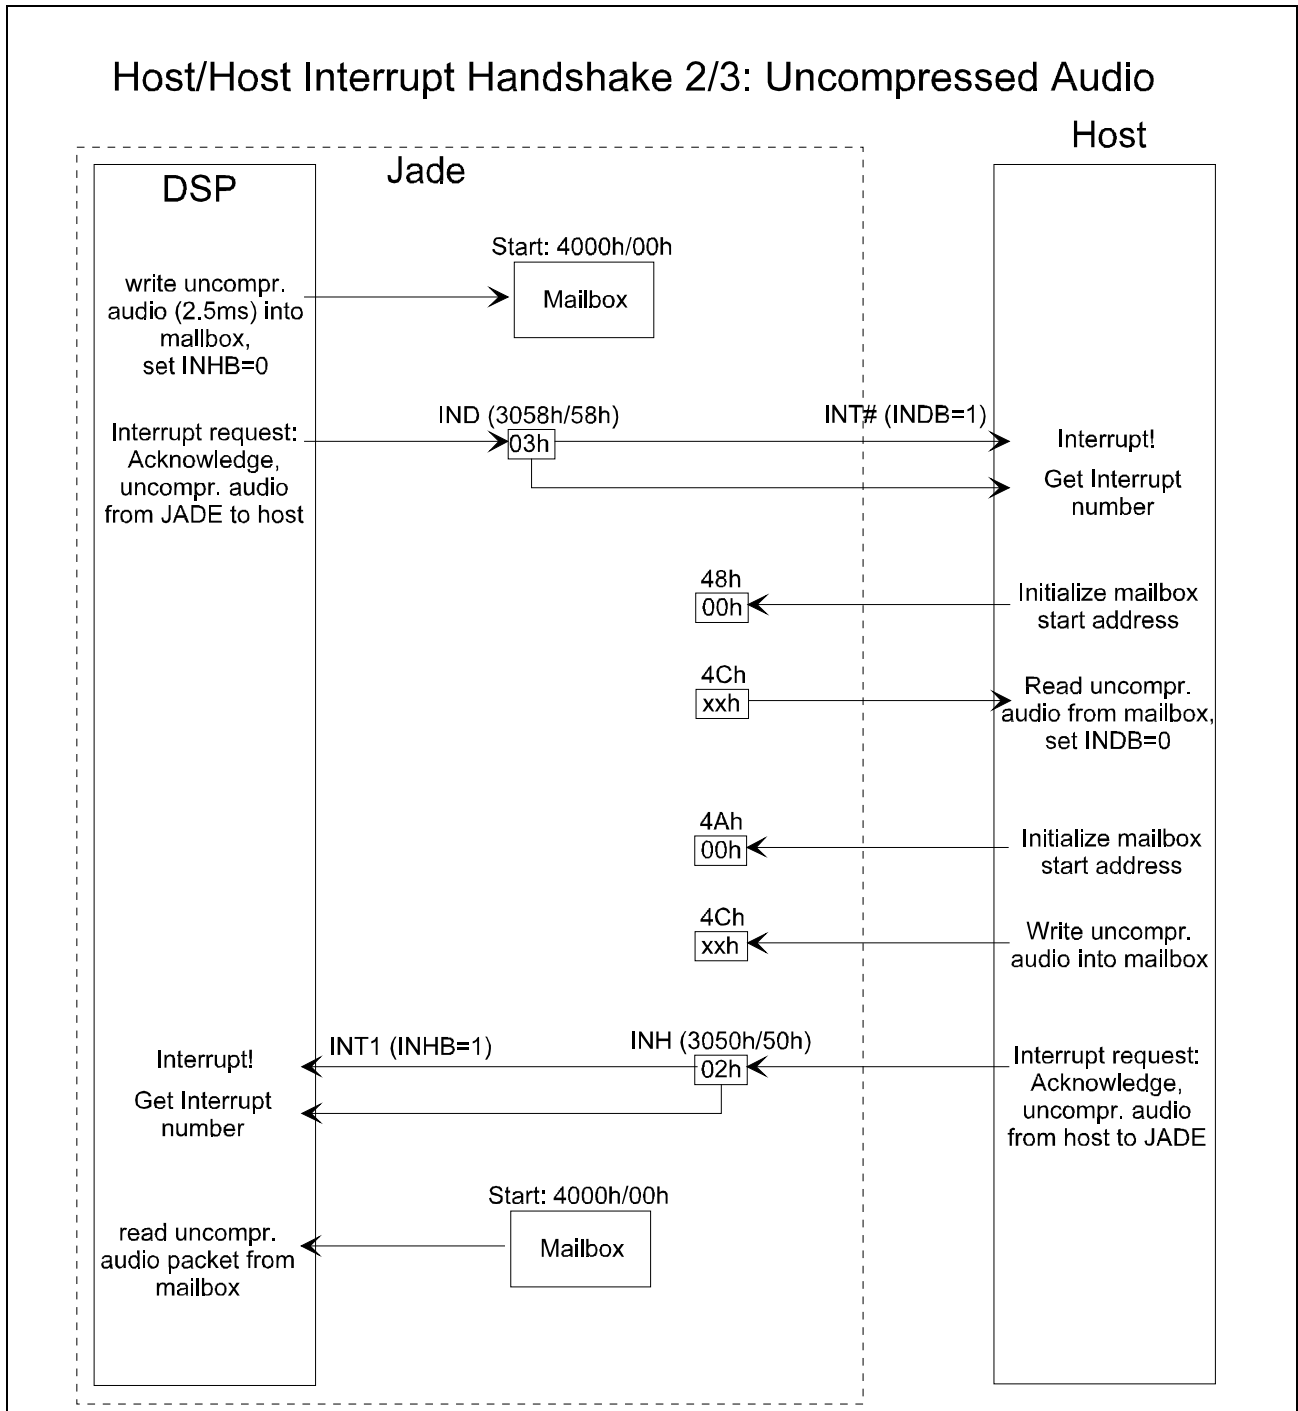 Host/Host Interrupt Handshake 2/3: Uncompressed Audio
Host
Jade
DSP
Start: 4000h/00h
write uncompr.
audio (2.5ms) into
mallbox,
set INHB=0
Mailbox
IND (3058h/58h)
INT# (INDB=1)
Interrupt request:
Acknowledge,
uncompr. audio
from JADE to host
03h
Interrupt!
Get Interrupt
number
48h
00h
Initialize mailbox
start address
4Ch
xxh
Read uncompr.
audio from mailbox,
set INDB=0
4Ah
00h
Initialize mailbox
start address
4Ch
xxh
Write uncompr.
audio into mailbox
INT1 (INHB=1)
INH (3050h/50h)
Interrupt!
02h
Interrupt request:
Acknowledge,
uncompr. audio
from host to JADE
Get Interrupt
number
Start: 4000h/00h
read uncompr.
audio packet from
mailbox
Mailbox